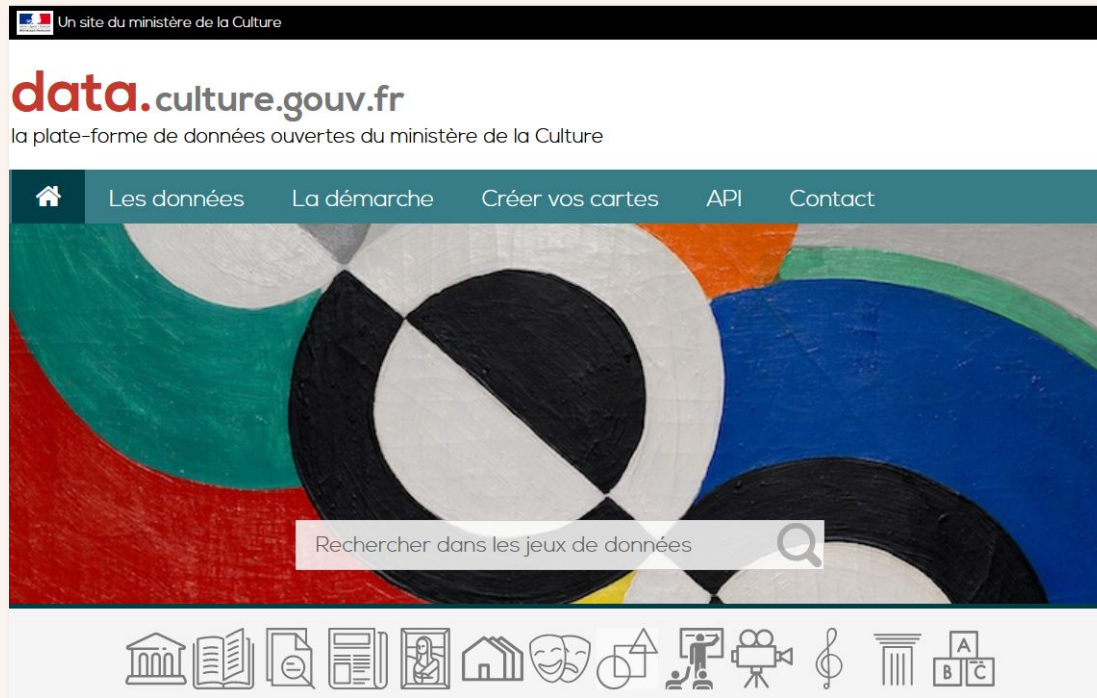 Un site du ministère de la Culture
data.culture.gouv.fr
la plate-forme de données ouvertes du ministère de la Culture
Les données La démarche Créer vos cartes API Contact
Rechercher dans les jeux de données
A
B C